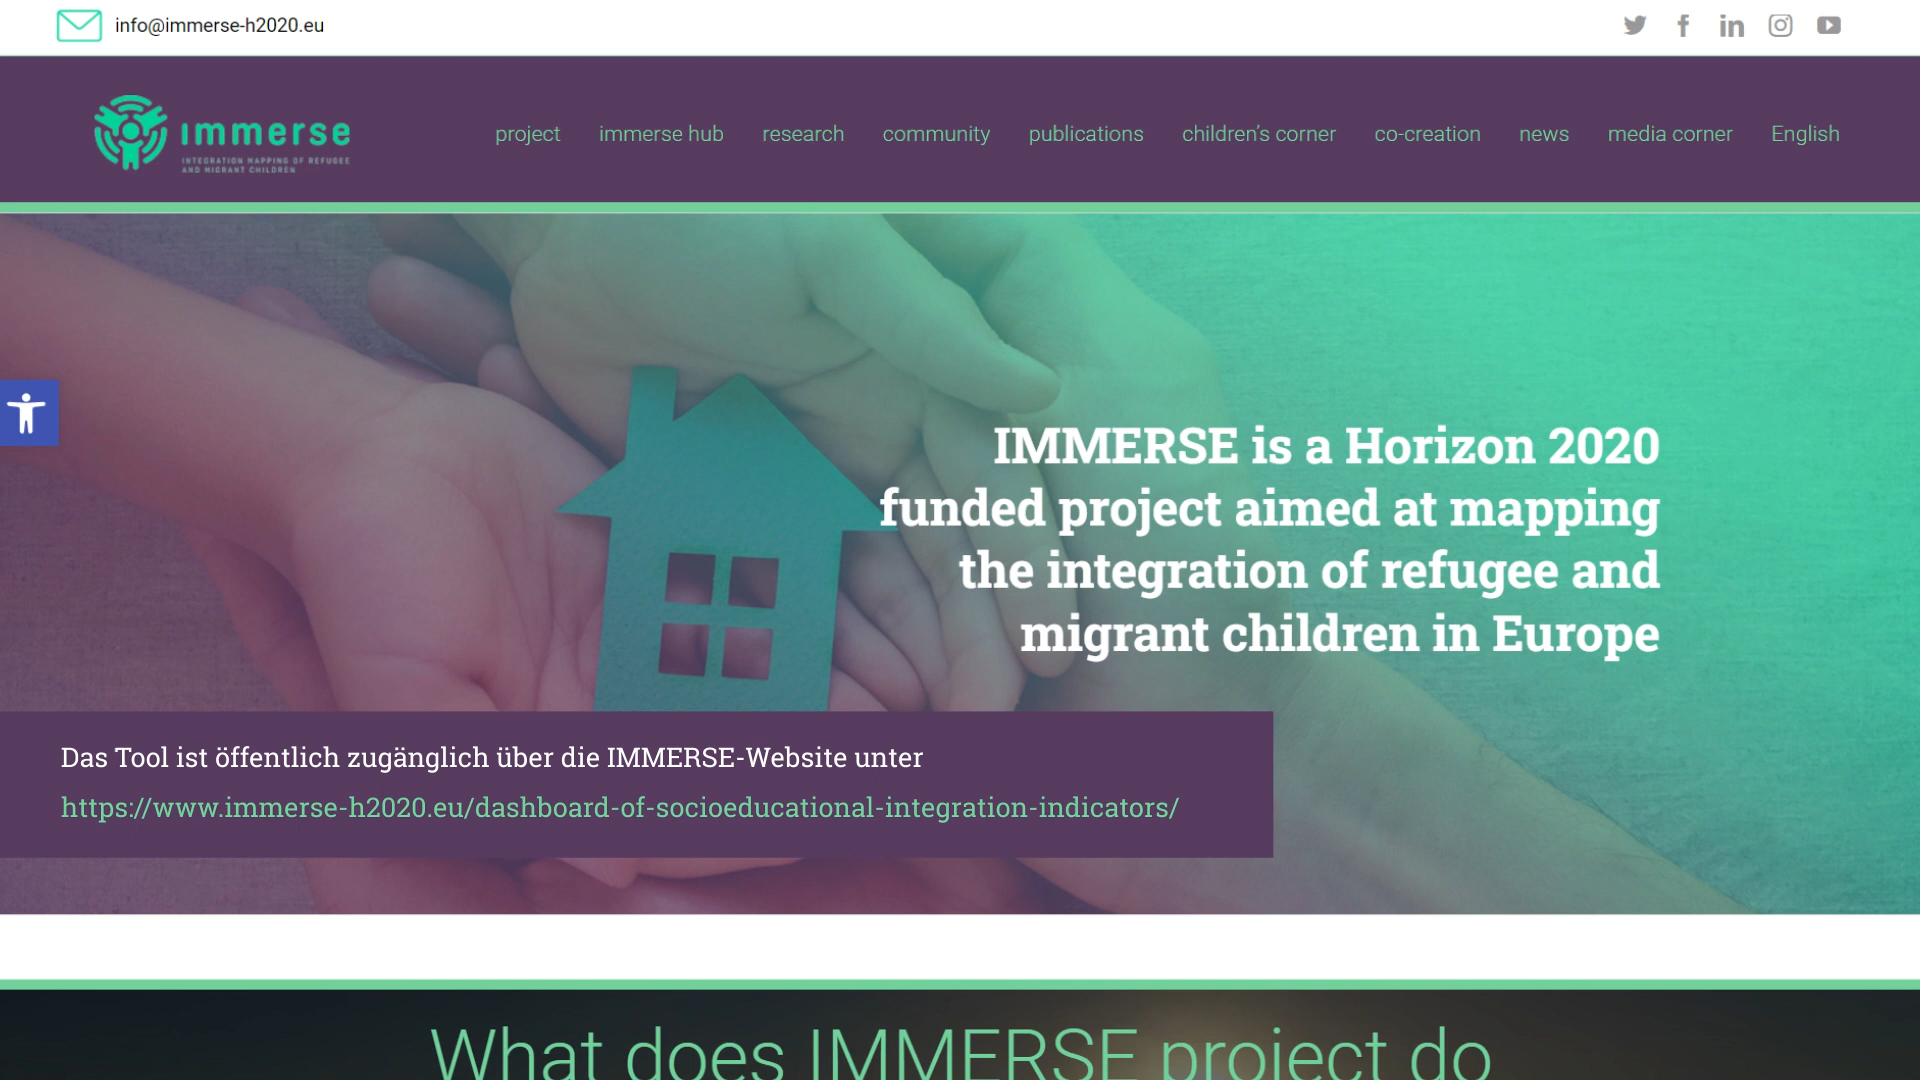 info@immerse-h2020.eu
immerse
INTEGRATION MAPPING OF REFUGEE
AND MIGRANT CHILDREN
project immerse hub research community publications children's corner co-creation news media corner English
IMMERSE is a Horizon 2020
funded project aimed at mapping
the integration of refugee and
migrant children in Europe
Das Tool ist öffentlich zugänglich über die IMMERSE-Website unter
https://www.immerse-h2020.eu/dashboard-of-socioeducational-integration-indicators/
What does IMMERSE project do